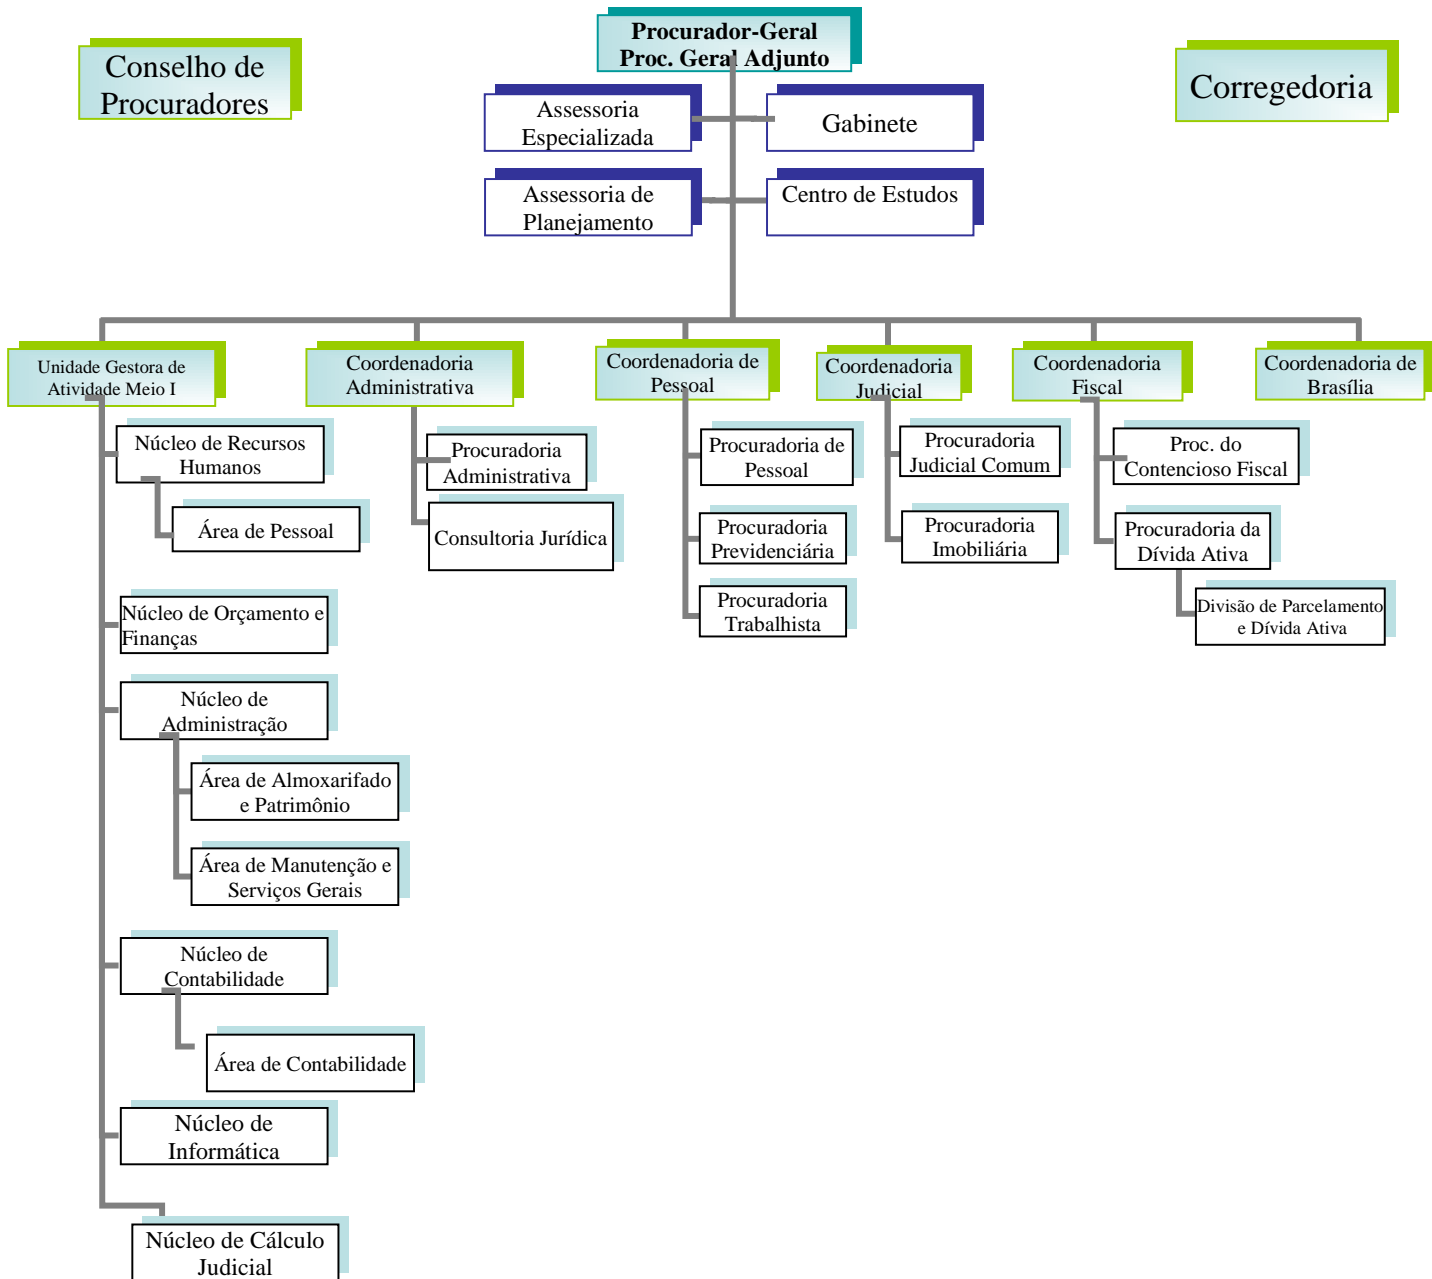 Procurador-Geral
Proc. Geral Adjunto
Conselho de
Procuradores
Corregedoria
Assessoria
Especializada
Gabinete
Assessoria de
Planejamento
Centro de Estudos
Unidade Gestora de
Atividade Meio I
Coordenadoria
Administrativa
Coordenadoria de
Pessoal
Coordenadoria
Judicial
Coordenadoria
Fiscal
Coordenadoria de
Brasília
Núcleo de Recursos
Humanos
Área de Pessoal
Núcleo de Orçamento e
Finanças
Núcleo de
Administração
Área de Almoxarifado
e Patrimônio
Área de Manutenção e
Serviços Gerais
Núcleo de
Contabilidade
Área de Contabilidade
Núcleo de
Informática
Núcleo de Cálculo
Judicial
Procuradoria
Administrativa
Consultoria Jurídica
Procuradoria de
Pessoal
Procuradoria
Previdenciária
Procuradoria
Trabalhista
Procuradoria
Judicial Comum
Procuradoria
Imobiliária
Proc. do
Contencioso Fiscal
Procuradoria da
Dívida Ativa
Divisão de Parcelamento
e Dívida Ativa